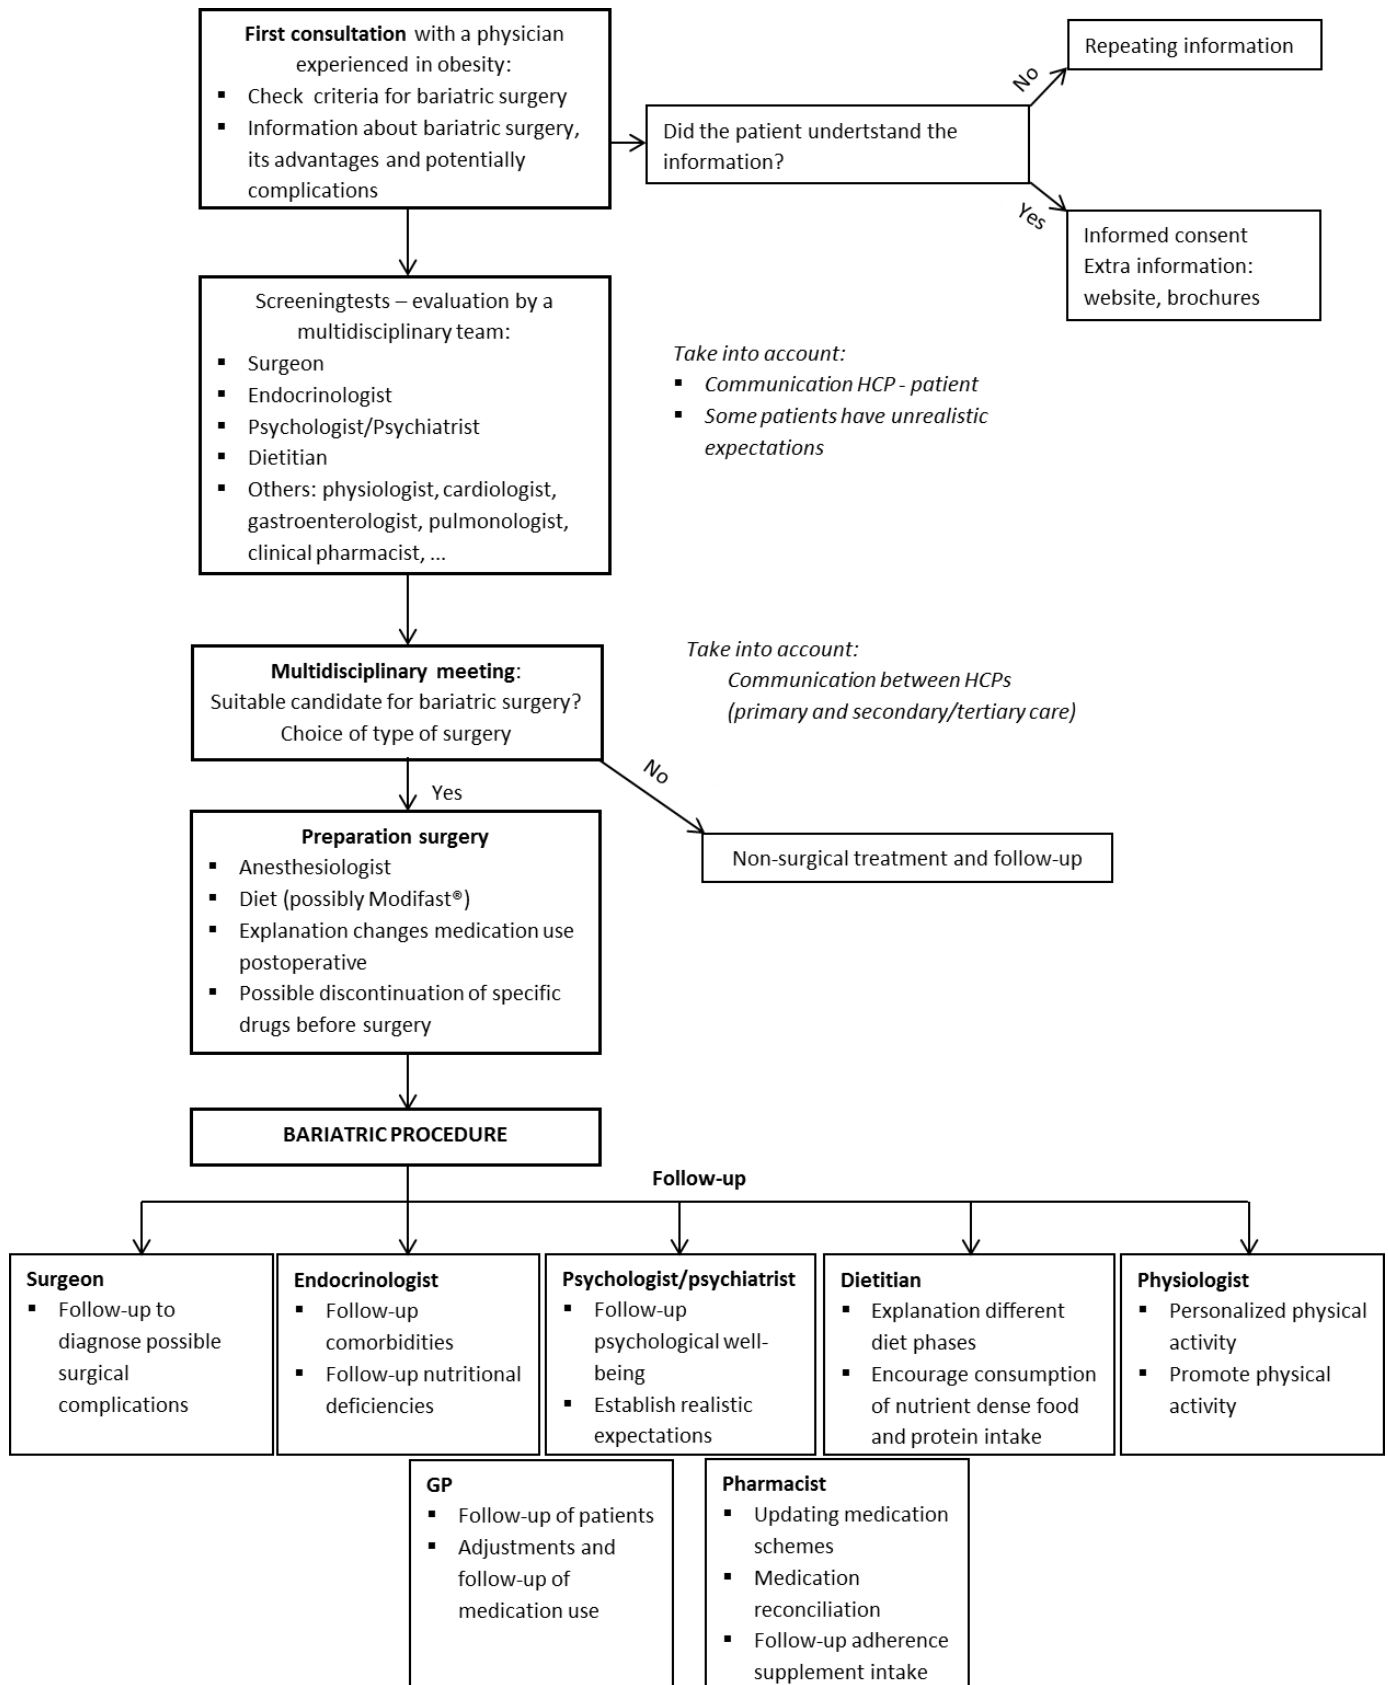 First consultation with a physician
experienced in obesity:
▪ Check criteria for bariatric surgery
▪ Information about bariatric surgery,
its advantages and potentially
complications
Did the patient undertstand the
information?
No
Repeating information
Yes
Informed consent
Extra information:
website, brochures
Screeningtests – evaluation by a
multidisciplinary team:
▪ Surgeon
▪ Endocrinologist
▪ Psychologist/Psychiatrist
▪ Dietitian
▪ Others: physiologist, cardiologist,
gastroenterologist, pulmonologist,
clinical pharmacist, ...
Take into account:
▪ Communication HCP - patient
▪ Some patients have unrealistic
expectations
Multidisciplinary meeting:
Suitable candidate for bariatric surgery?
Choice of type of surgery
Take into account:
Communication between HCPs
(primary and secondary/tertiary care)
No
Non-surgical treatment and follow-up
Yes
Preparation surgery
▪ Anesthesiologist
▪ Diet (possibly Modifast®)
▪ Explanation changes medication use
postoperative
▪ Possible discontinuation of specific
drugs before surgery
BARIATRIC PROCEDURE
Follow-up
Surgeon
▪ Follow-up to
diagnose possible
surgical
complications
Endocrinologist
▪ Follow-up
comorbidities
▪ Follow-up nutritional
deficiencies
Psychologist/psychiatrist
▪ Follow-up
psychological well-
being
▪ Establish realistic
expectations
Dietitian
▪ Explanation different
diet phases
▪ Encourage consumption
of nutrient dense food
and protein intake
Physiologist
▪ Personalized physical
activity
▪ Promote physical
activity
GP
▪ Follow-up of patients
▪ Adjustments and
follow-up of
medication use
Pharmacist
▪ Updating medication
schemes
▪ Medication
reconciliation
▪ Follow-up adherence
supplement intake